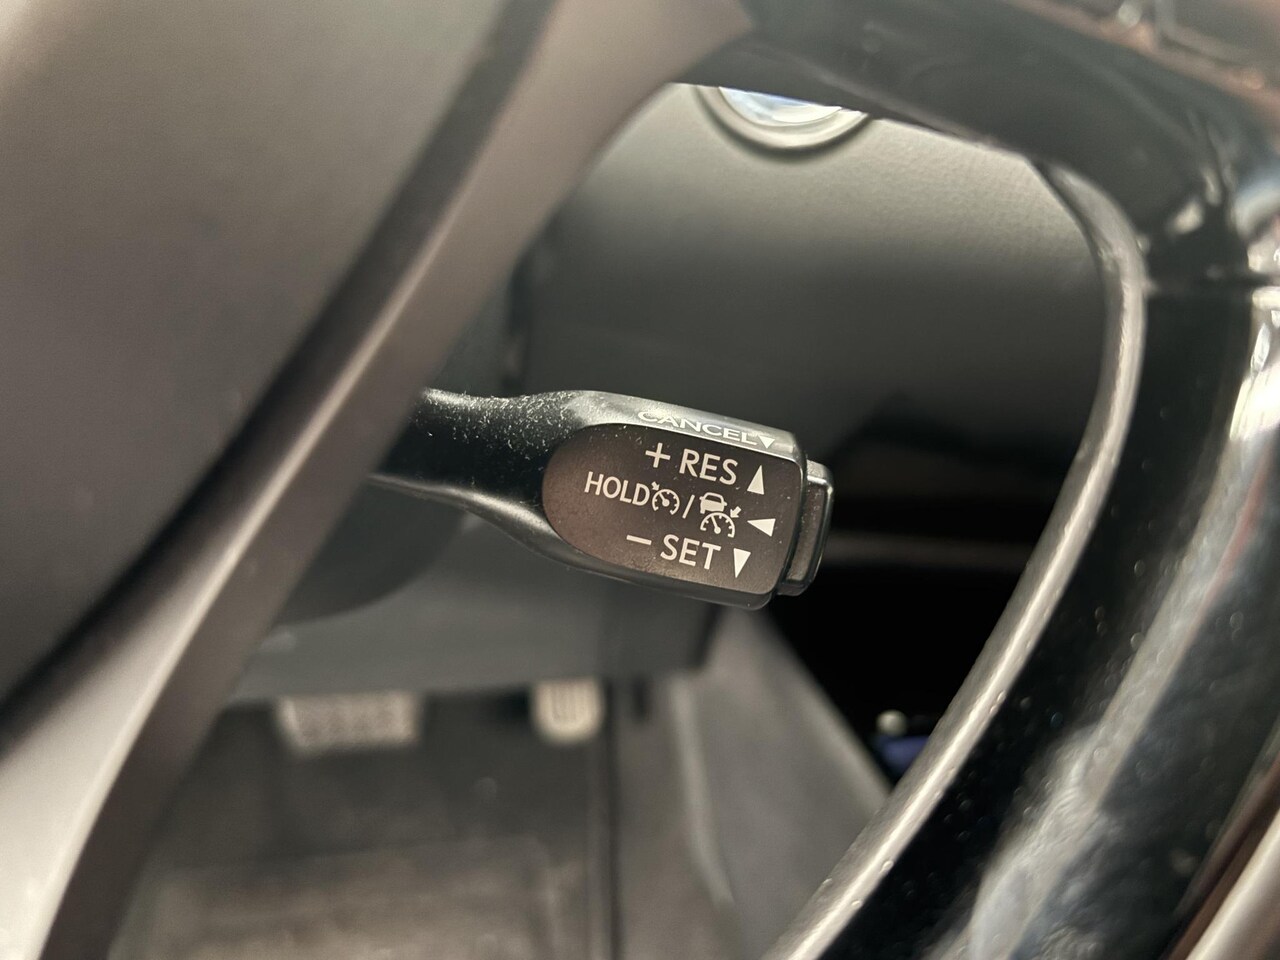 CANCEL▼
+ RES ▲
HOLD / ◀
− SET ▼